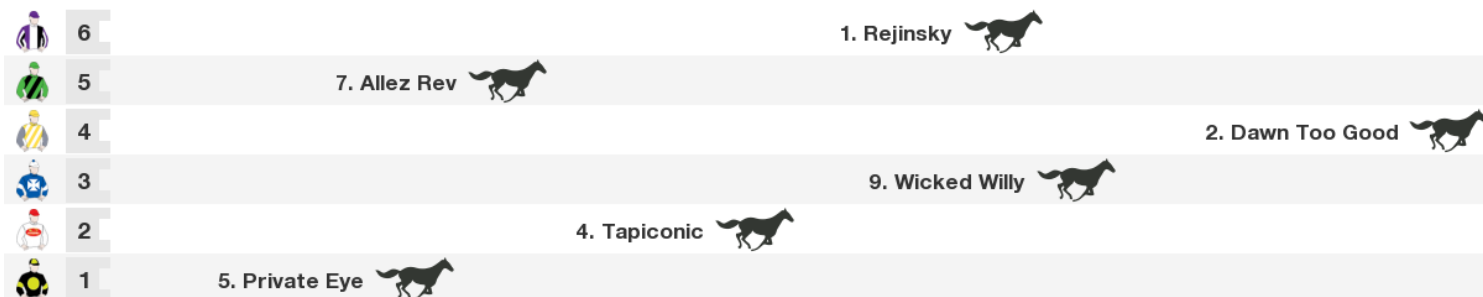 6 1. Rejinsky
5 7. Allez Rev
4 2. Dawn Too Good
3 9. Wicked Willy
2 4. Tapiconic
1 5. Private Eye